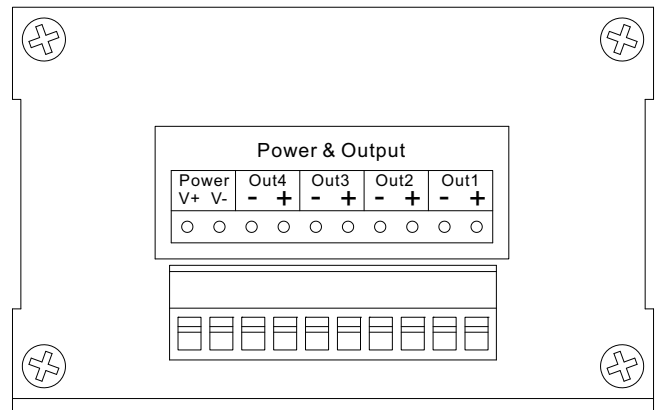 Power & Output
Power Out4 Out3 Out2 Out1
V+ V- - + - + - + - +